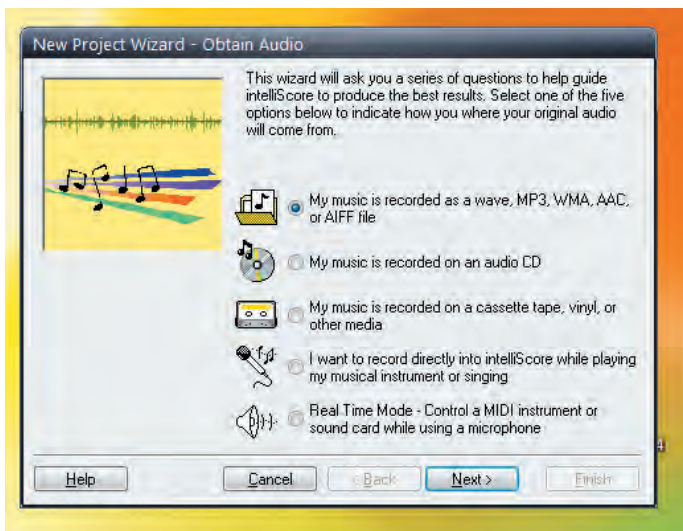 New Project Wizard - Obtain Audio
This wizard will ask you a series of questions to help guide
intelliScore to produce the best results. Select one of the five
options below to indicate how you where your original audio
will come from.
My music is recorded as a wave, MP3, WMA, AAC,
or AIFF file
My music is recorded on an audio CD
My music is recorded on a cassette tape, vinyl, or
other media
I want to record directly into intelliScore while playing
my musical instrument or singing
Real Time Mode - Control a MIDI instrument or
sound card while using a microphone
4
Help Cancel < Back Next > Finish